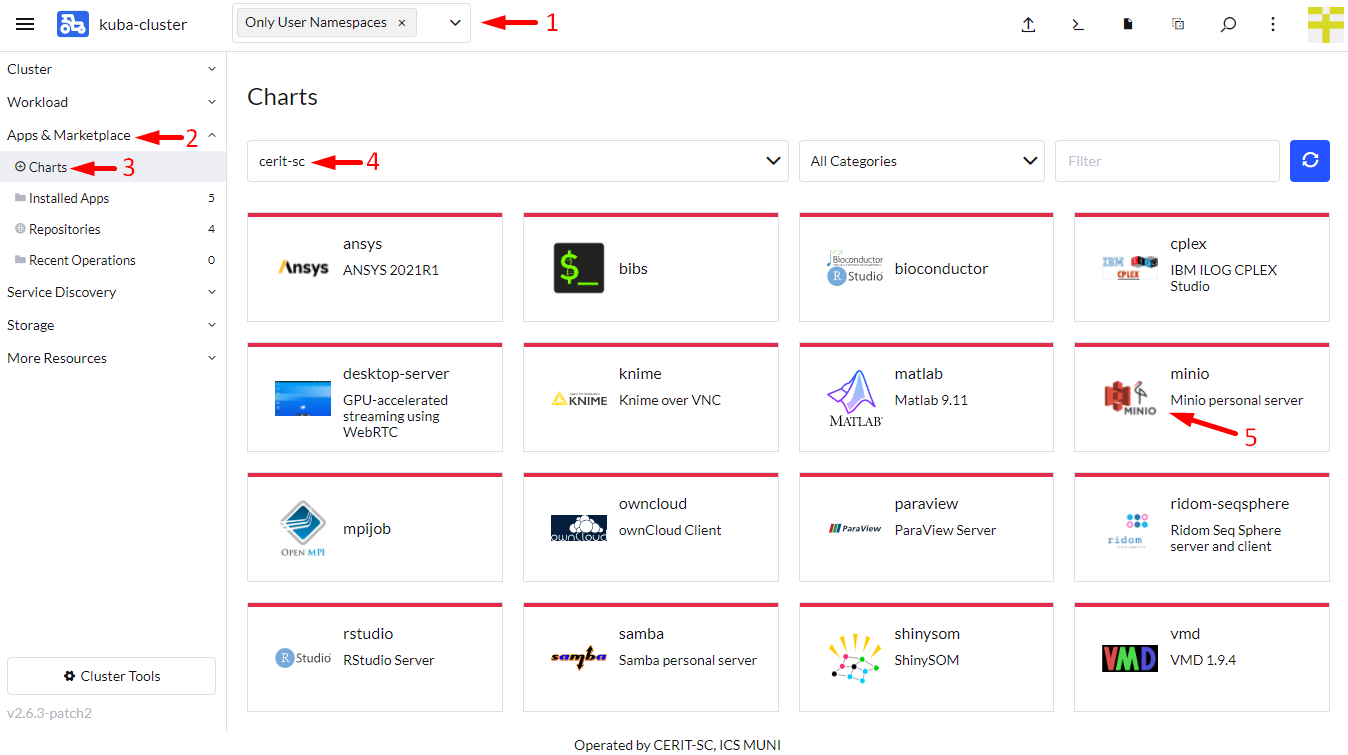 kuba-cluster
Only User Namespaces ×
1
Cluster
Workload
Apps & Marketplace
2
Charts
3
Installed Apps 5
Repositories 4
Recent Operations 0
Service Discovery
Storage
More Resources
Cluster Tools
v2.6.3-patch2
Charts
cerit-sc
4
All Categories
Filter
Ansys
ansys
ANSYS 2021R1
$_
bibs
Bioconductor
R Studio
bioconductor
IBM
CPLEX
cplex
IBM ILOG CPLEX
Studio
desktop-server
GPU-accelerated
streaming using
WebRTC
KNIME
knime
Knime over VNC
MATLAB
matlab
Matlab 9.11
MINIO
minio
Minio personal server
5
OPEN MPI
mpijob
ownCloud
owncloud
ownCloud Client
ParaView
paraview
ParaView Server
ridom
ridom-seqsphere
Ridom Seq Sphere
server and client
R Studio
rstudio
RStudio Server
samba
samba
Samba personal server
shinysom
ShinySOM
VMD
vmd
VMD 1.9.4
Operated by CERIT-SC, ICS MUNI